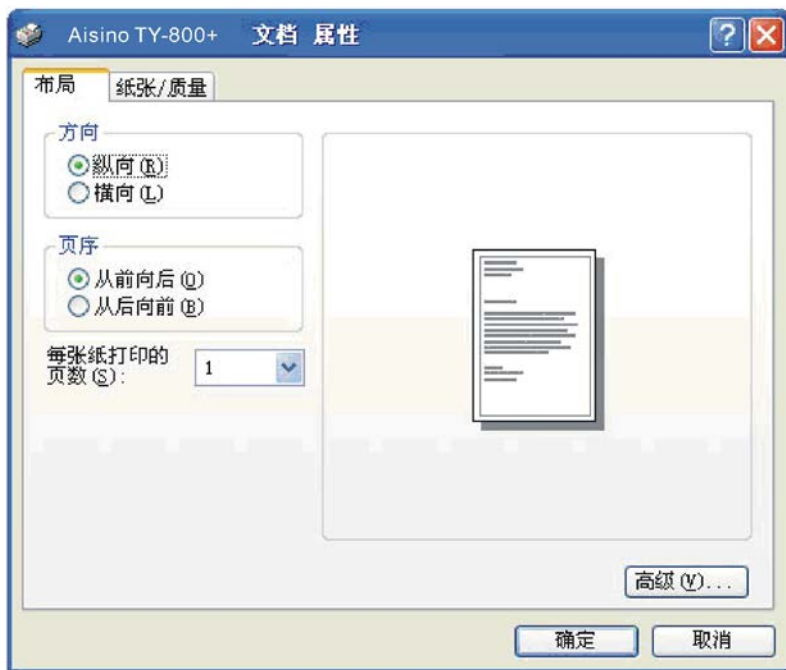 Aisino TY-800+ 文档 属性
布局 纸张/质量
方向
纵向(R)
横向(L)
页序
从前向后(O)
从后向前(B)
每张纸打印的
页数(S): 1
高级(V)...
确定 取消